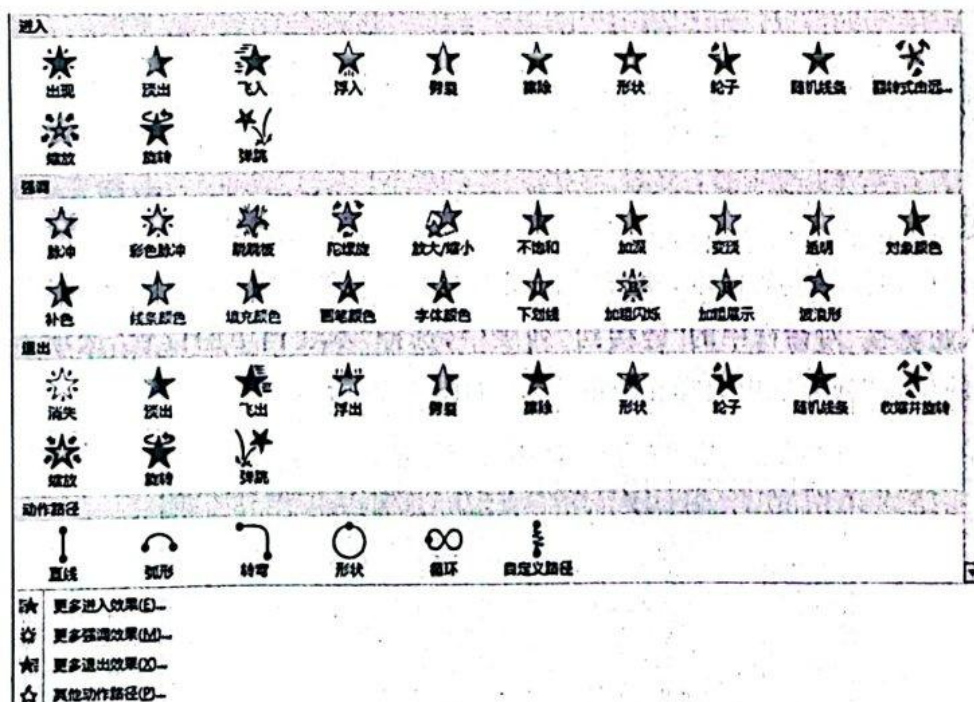 进入
出现 淡出 飞入 浮入 劈裂 擦除 形状 轮子 随机线条 翻转式由远...
缩放 旋转 弹跳
强调
脉冲 彩色脉冲 跷跷板 陀螺旋 放大/缩小 不饱和 加深 变淡 透明 对象颜色
补色 线条颜色 填充颜色 画笔颜色 字体颜色 下划线 加粗闪烁 加粗展示 波浪形
退出
消失 淡出 飞出 浮出 劈裂 擦除 形状 轮子 随机线条 收缩并旋转
缩放 旋转 弹跳
动作路径
直线 弧形 转弯 形状 循环 自定义路径
更多进入效果(E)...
更多强调效果(M)...
更多退出效果(X)...
其他动作路径(P)...